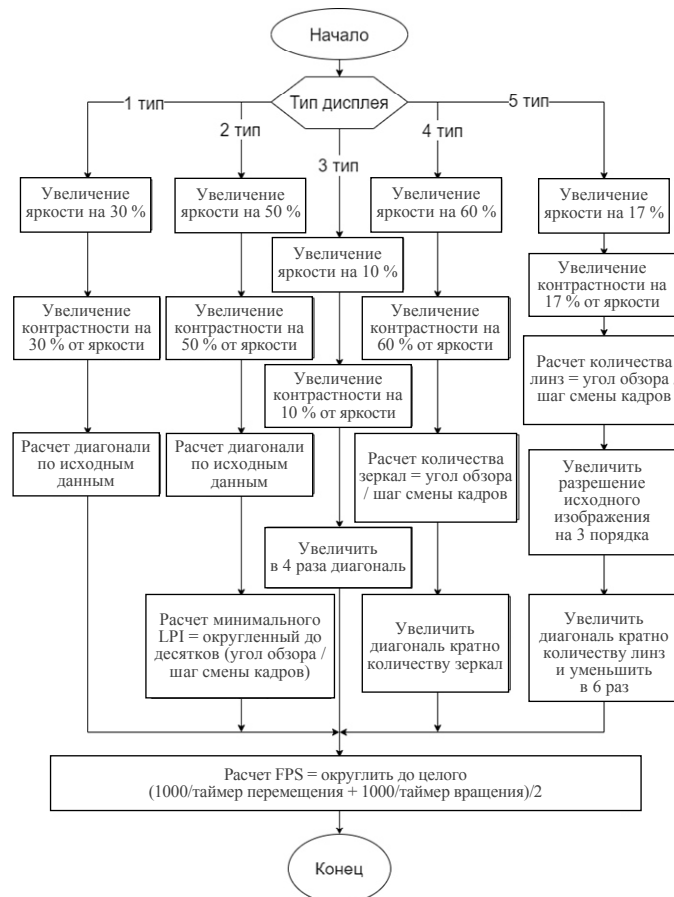 Начало
Тип дисплея
1 тип
2 тип
3 тип
4 тип
5 тип
Увеличение
яркости на 30 %
Увеличение
контрастности на
30 % от яркости
Расчет диагонали
по исходным
данным
Увеличение
яркости на 50 %
Увеличение
контрастности на
50 % от яркости
Расчет диагонали
по исходным
данным
Расчет минимального
LPI = округленный до
десятков (угол обзора /
шаг смены кадров)
Увеличение
яркости на 10 %
Увеличение
контрастности на
10 % от яркости
Увеличить
в 4 раза диагональ
Увеличение
яркости на 60 %
Увеличение
контрастности на
60 % от яркости
Расчет количества
зеркал = угол обзора
/ шаг смены кадров
Увеличить
диагональ кратно
количеству зеркал
Увеличение
яркости на 17 %
Увеличение
контрастности на
17 % от яркости
Расчет количества
линз = угол обзора /
шаг смены кадров
Увеличить
разрешение
исходного
изображения
на 3 порядка
Увеличить
диагональ кратно
количеству линз
и уменьшить
в 6 раз
Расчет FPS = округлить до целого
(1000/таймер перемещения + 1000/таймер вращения)/2
Конец